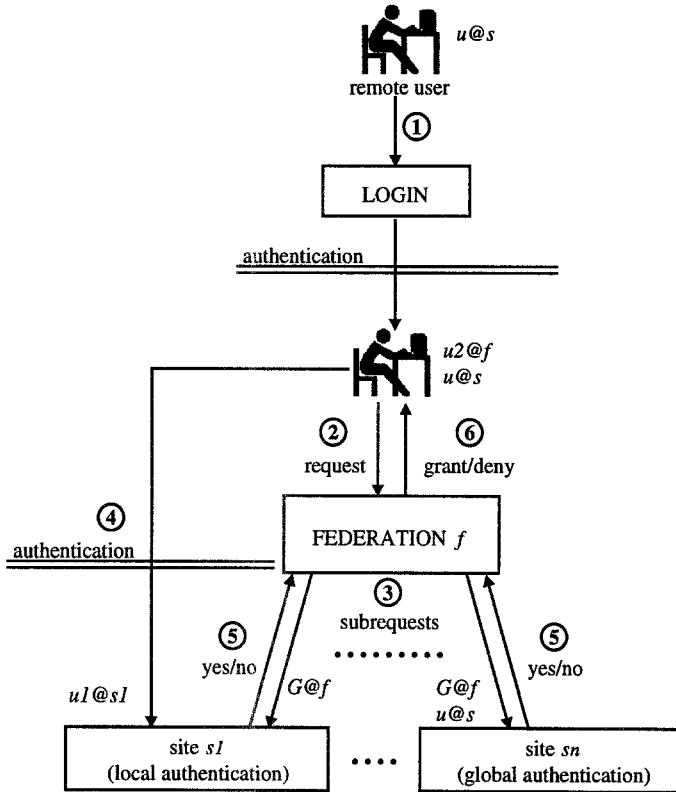 u@s
remote user
1
LOGIN
authentication
u2@f
u@s
2
6
request
grant/deny
4
FEDERATION f
authentication
3
subrequests
5
5
yes/no
yes/no
u1@s1
G@f
G@f
u@s
site s1
(local authentication)
site sn
(global authentication)